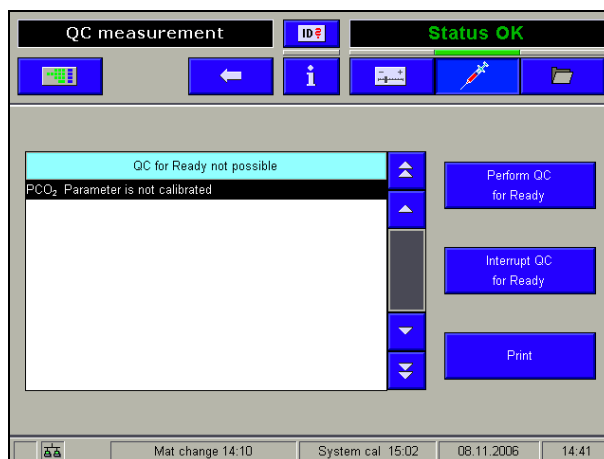 QC measurement
ID?
Status OK
i
- +
QC for Ready not possible
PCO₂ Parameter is not calibrated
Perform QC
for Ready
Interrupt QC
for Ready
Print
Mat change 14:10
System cal 15:02
08.11.2006
14:41